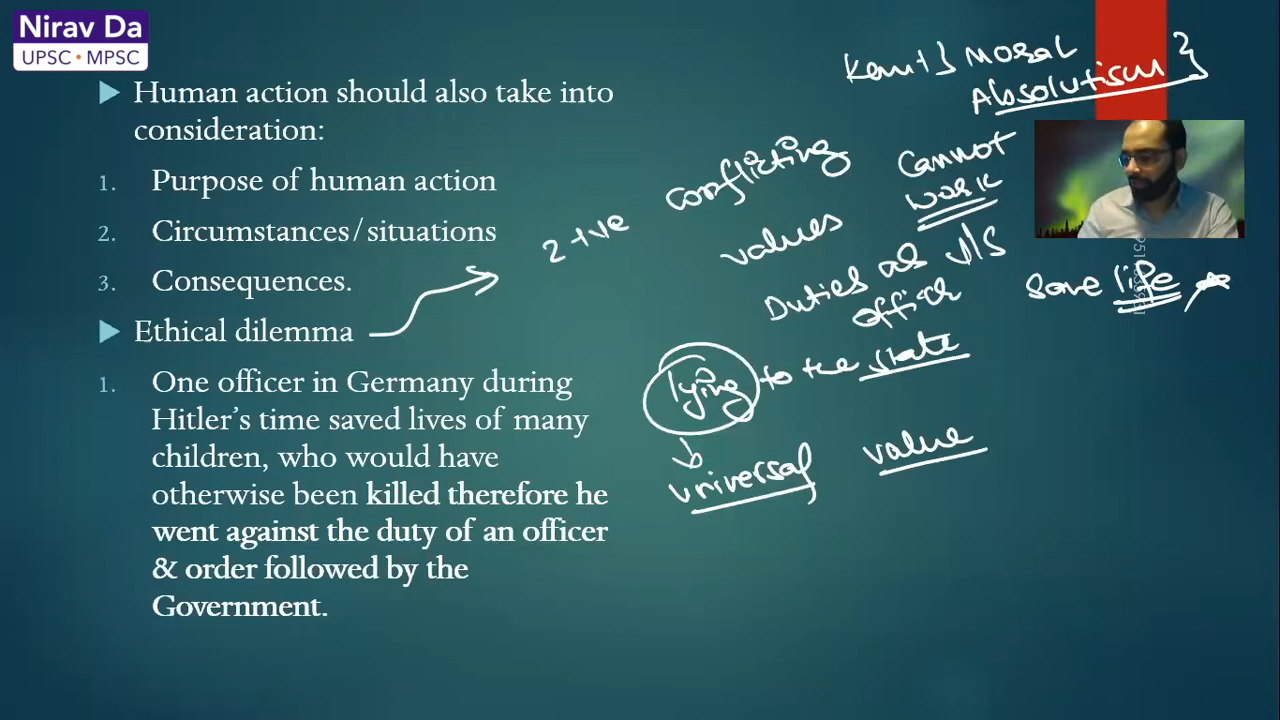 Nirav Da
UPSC • MPSC
Human action should also take into
consideration:
1. Purpose of human action
2. Circumstances/situations
3. Consequences.
Ethical dilemma
1. One officer in Germany during
Hitler's time saved lives of many
children, who would have
otherwise been killed therefore he
went against the duty of an officer
& order followed by the
Government.
Kant} Moral
Absolutism }
Cannot
work
2 +ve conflicting
values
Duties as v/s
officer
Save life
lying to the state
universal value